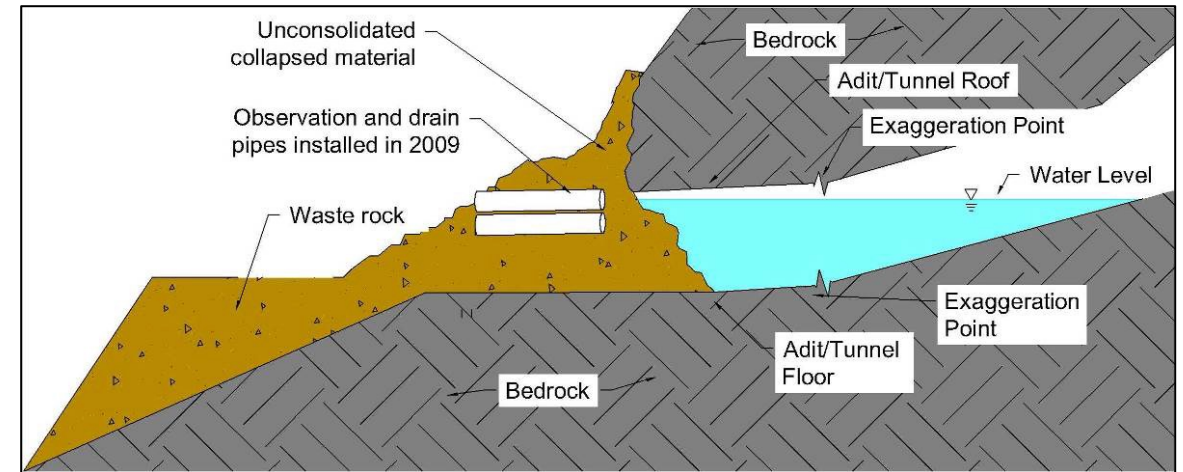 Unconsolidated
collapsed material
Bedrock
Adit/Tunnel Roof
Observation and drain
pipes installed in 2009
Exaggeration Point
Water Level
Waste rock
Exaggeration
Point
Adit/Tunnel
Floor
Bedrock